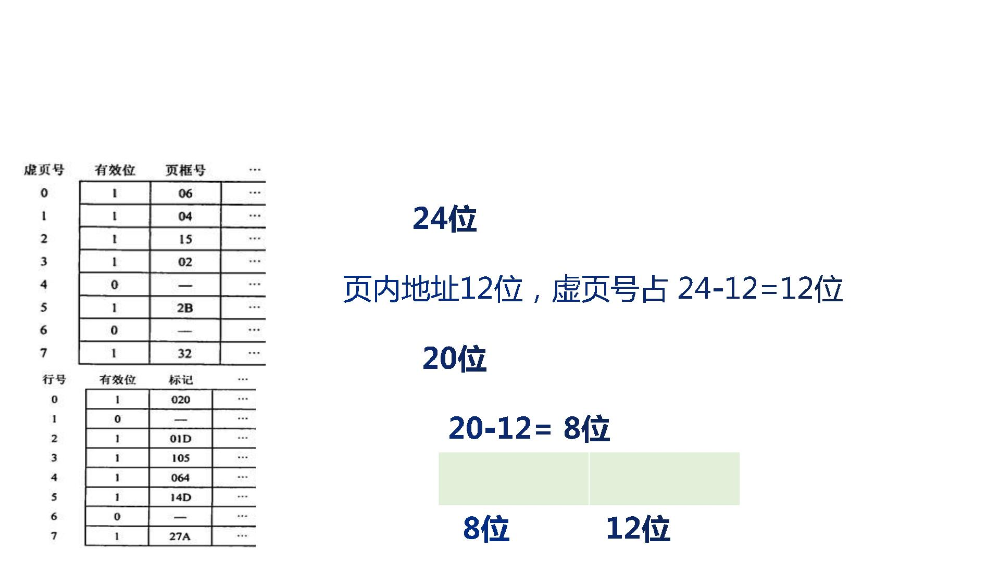 虚页号 有效位 页框号 …
0 1 06 …
1 1 04 …
2 1 15 …
3 1 02 …
4 0 — …
5 1 2B …
6 0 — …
7 1 32 …
行号 有效位 标记 …
0 1 020 …
1 0 — …
2 1 01D …
3 1 105 …
4 1 064 …
5 1 14D …
6 0 — …
7 1 27A …
24位
页内地址12位，虚页号占 24-12=12位
20位
20-12= 8位
8位 12位